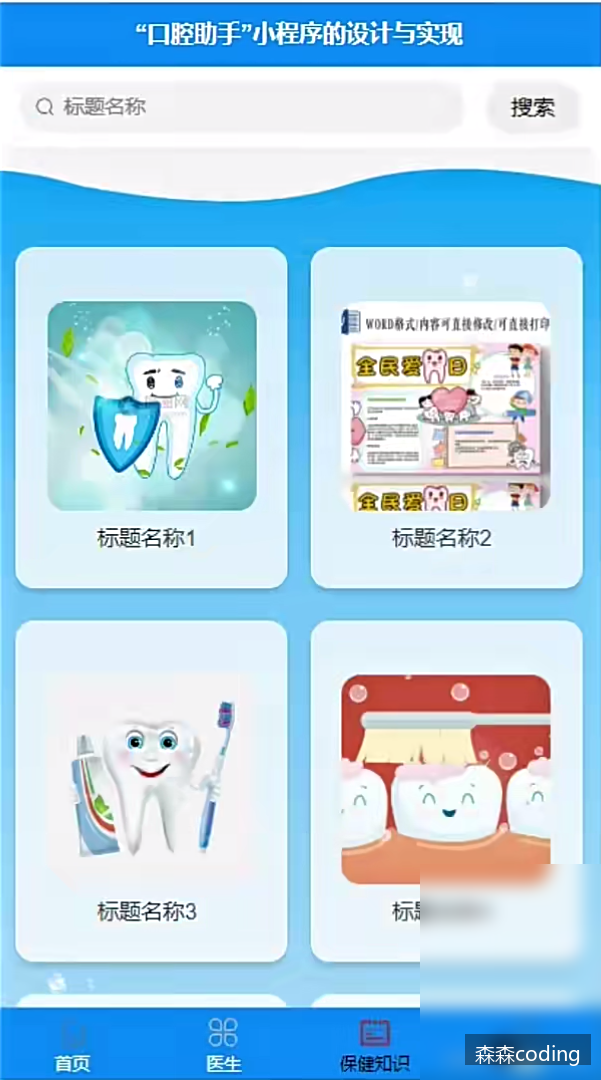 “口腔助手”小程序的设计与实现
标题名称
搜索
WORD格式/内容可直接修改/可直接打印
全民爱日
全民爱日
标题名称1
标题名称2
标题名称3
标
首页
医生
保健知识
森森coding